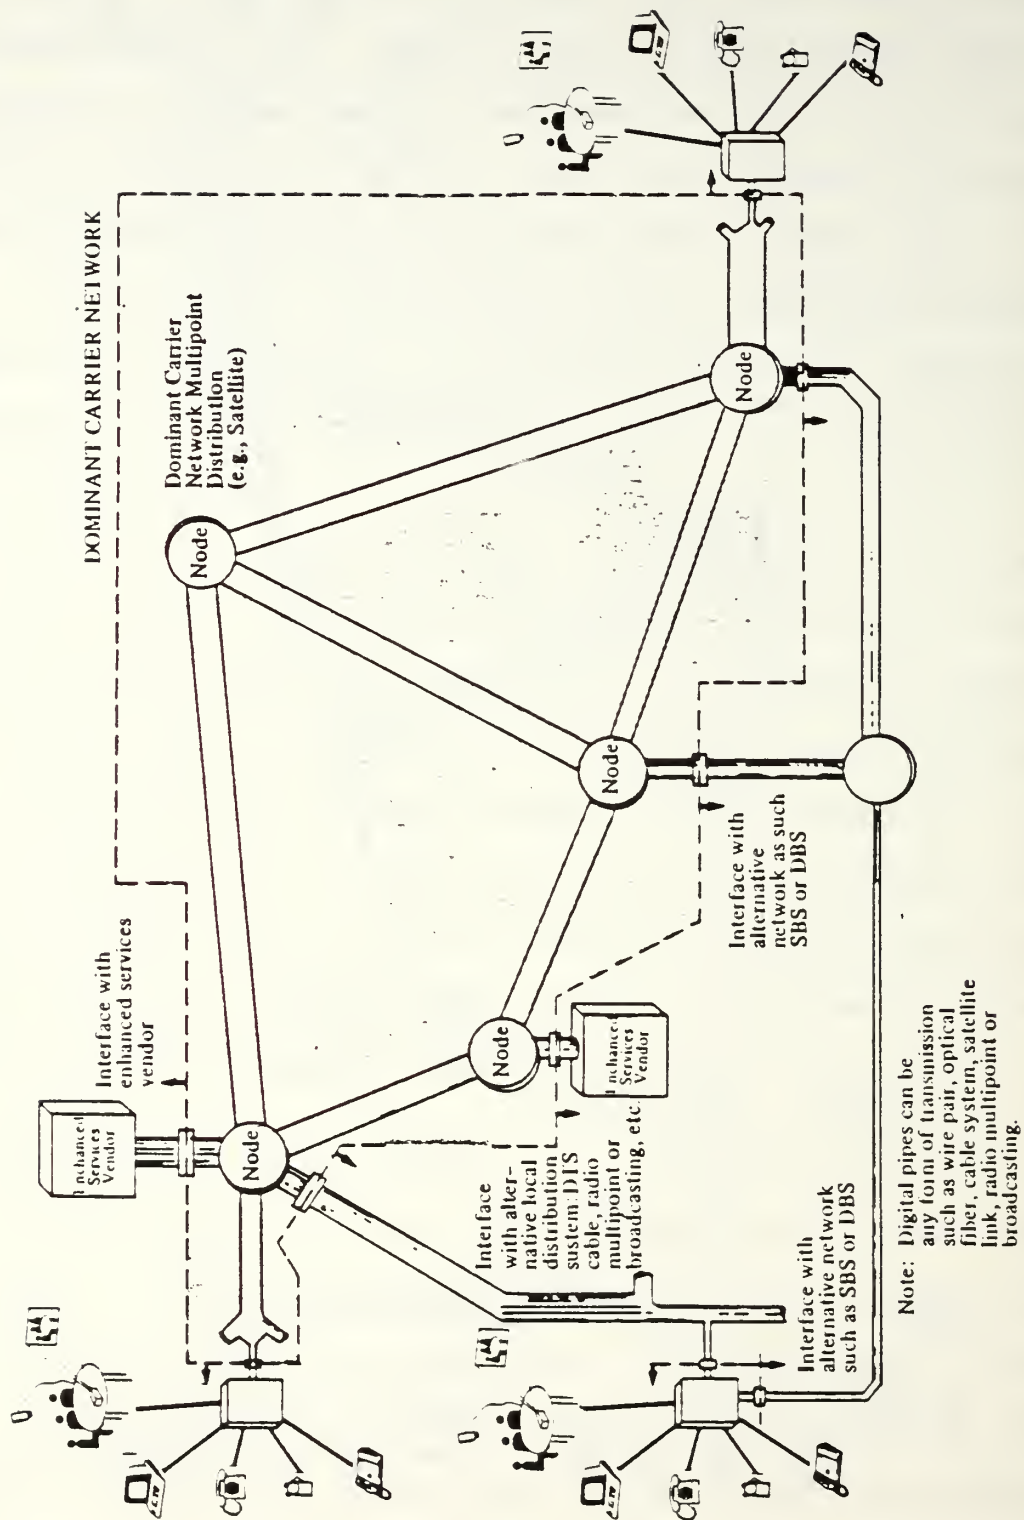 DOMINANT CARRIER NETWORK
Dominant Carrier
Network Multipoint
Distribution
(e.g., Satellite)
Node
Node
Node
Node
Node
Interface with
enhanced services
vendor
Enchanced
Services
Vendor
Enchanced
Services
Vendor
Interface
with alter-
native local
distribution
sustem: DTS
cable, radio
multipoint or
broadcasting, etc.
Interface with
alternative
network as such
SBS or DBS
Interface with
alternative network
such as SBS or DBS
Note: Digital pipes can be
any form of transmission
such as wire pair, optical
fiber, cable system, satellite
link, radio multipoint or
broadcasting.